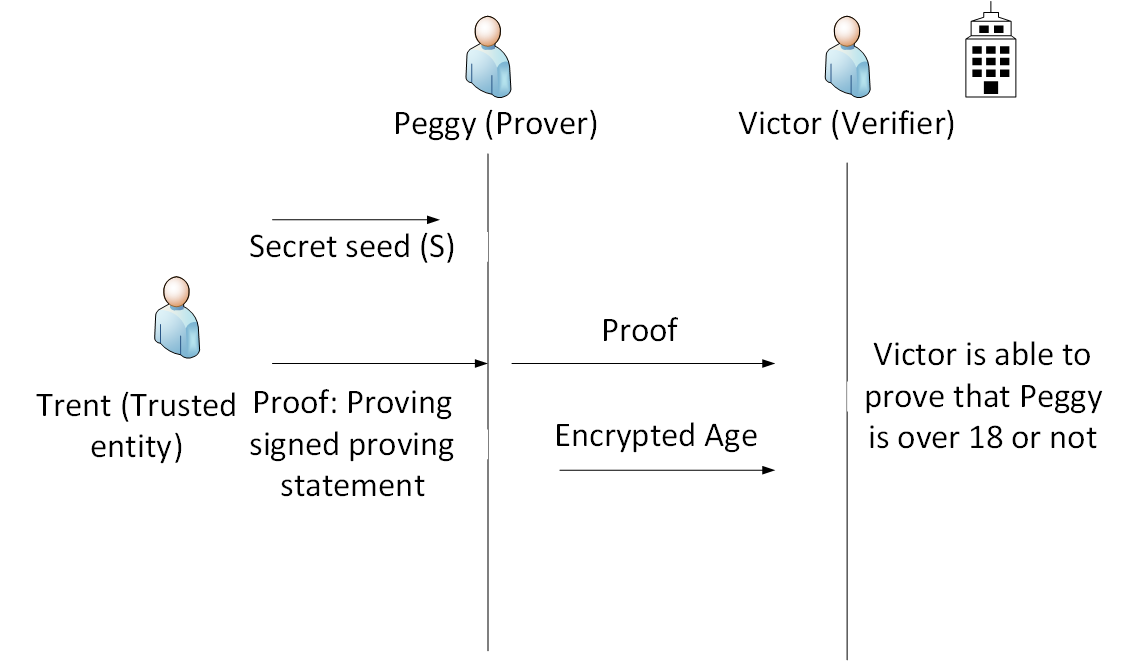 Peggy (Prover)
Victor (Verifier)
Secret seed (S)
Proof
Trent (Trusted
entity)
Proof: Proving
signed proving
statement
Encrypted Age
Victor is able to
prove that Peggy
is over 18 or not